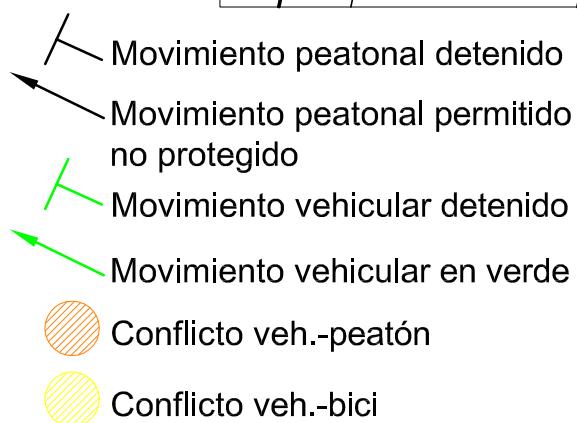 Movimiento peatonal detenido
Movimiento peatonal permitido
no protegido
Movimiento vehicular detenido
Movimiento vehicular en verde
Conflicto veh.-peatón
Conflicto veh.-bici